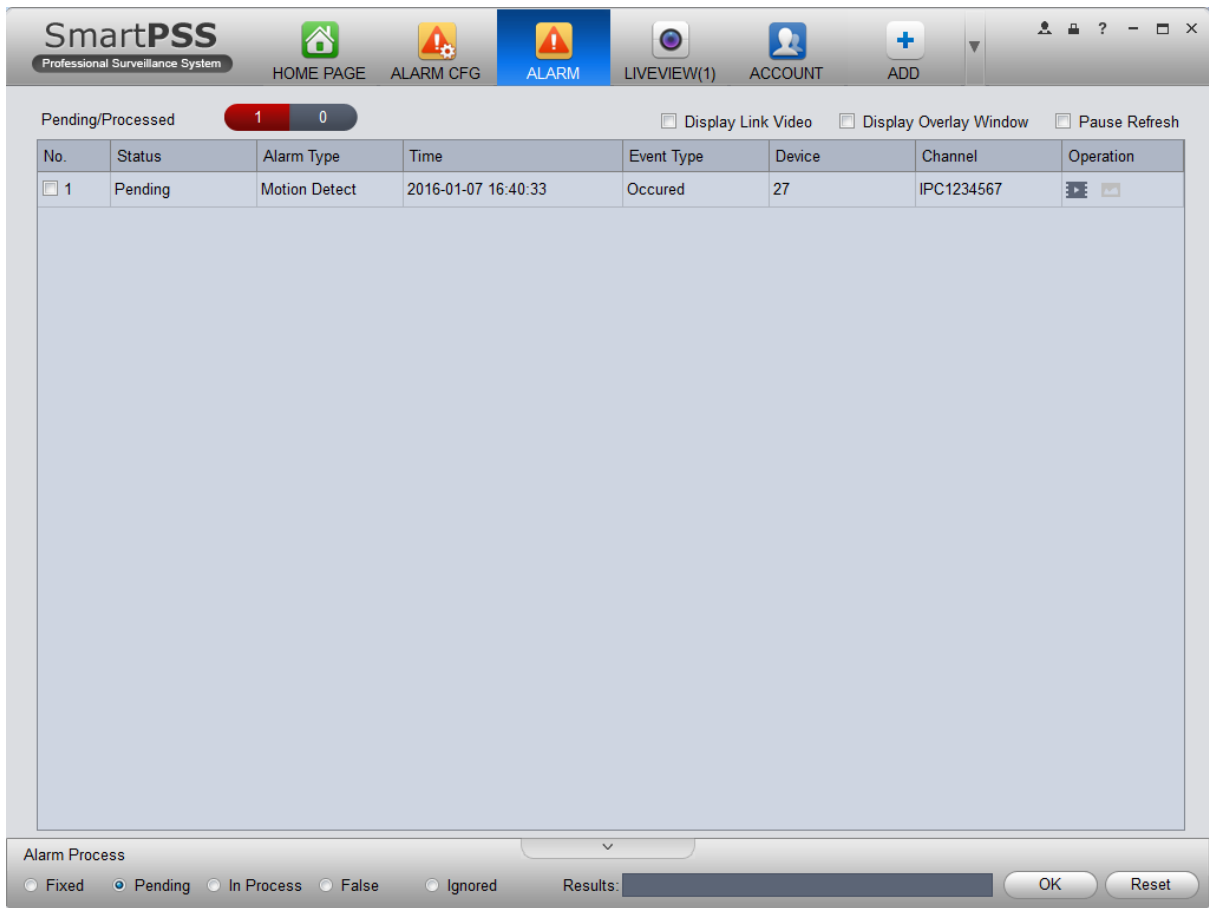 SmartPSS
Professional Surveillance System
HOME PAGE
ALARM CFG
ALARM
LIVEVIEW(1)
ACCOUNT
ADD
?
Pending/Processed 1 0 Display Link Video Display Overlay Window Pause Refresh
No. Status Alarm Type Time Event Type Device Channel Operation
1 Pending Motion Detect 2016-01-07 16:40:33 Occured 27 IPC1234567
Alarm Process
Fixed Pending In Process False Ignored Results: OK Reset